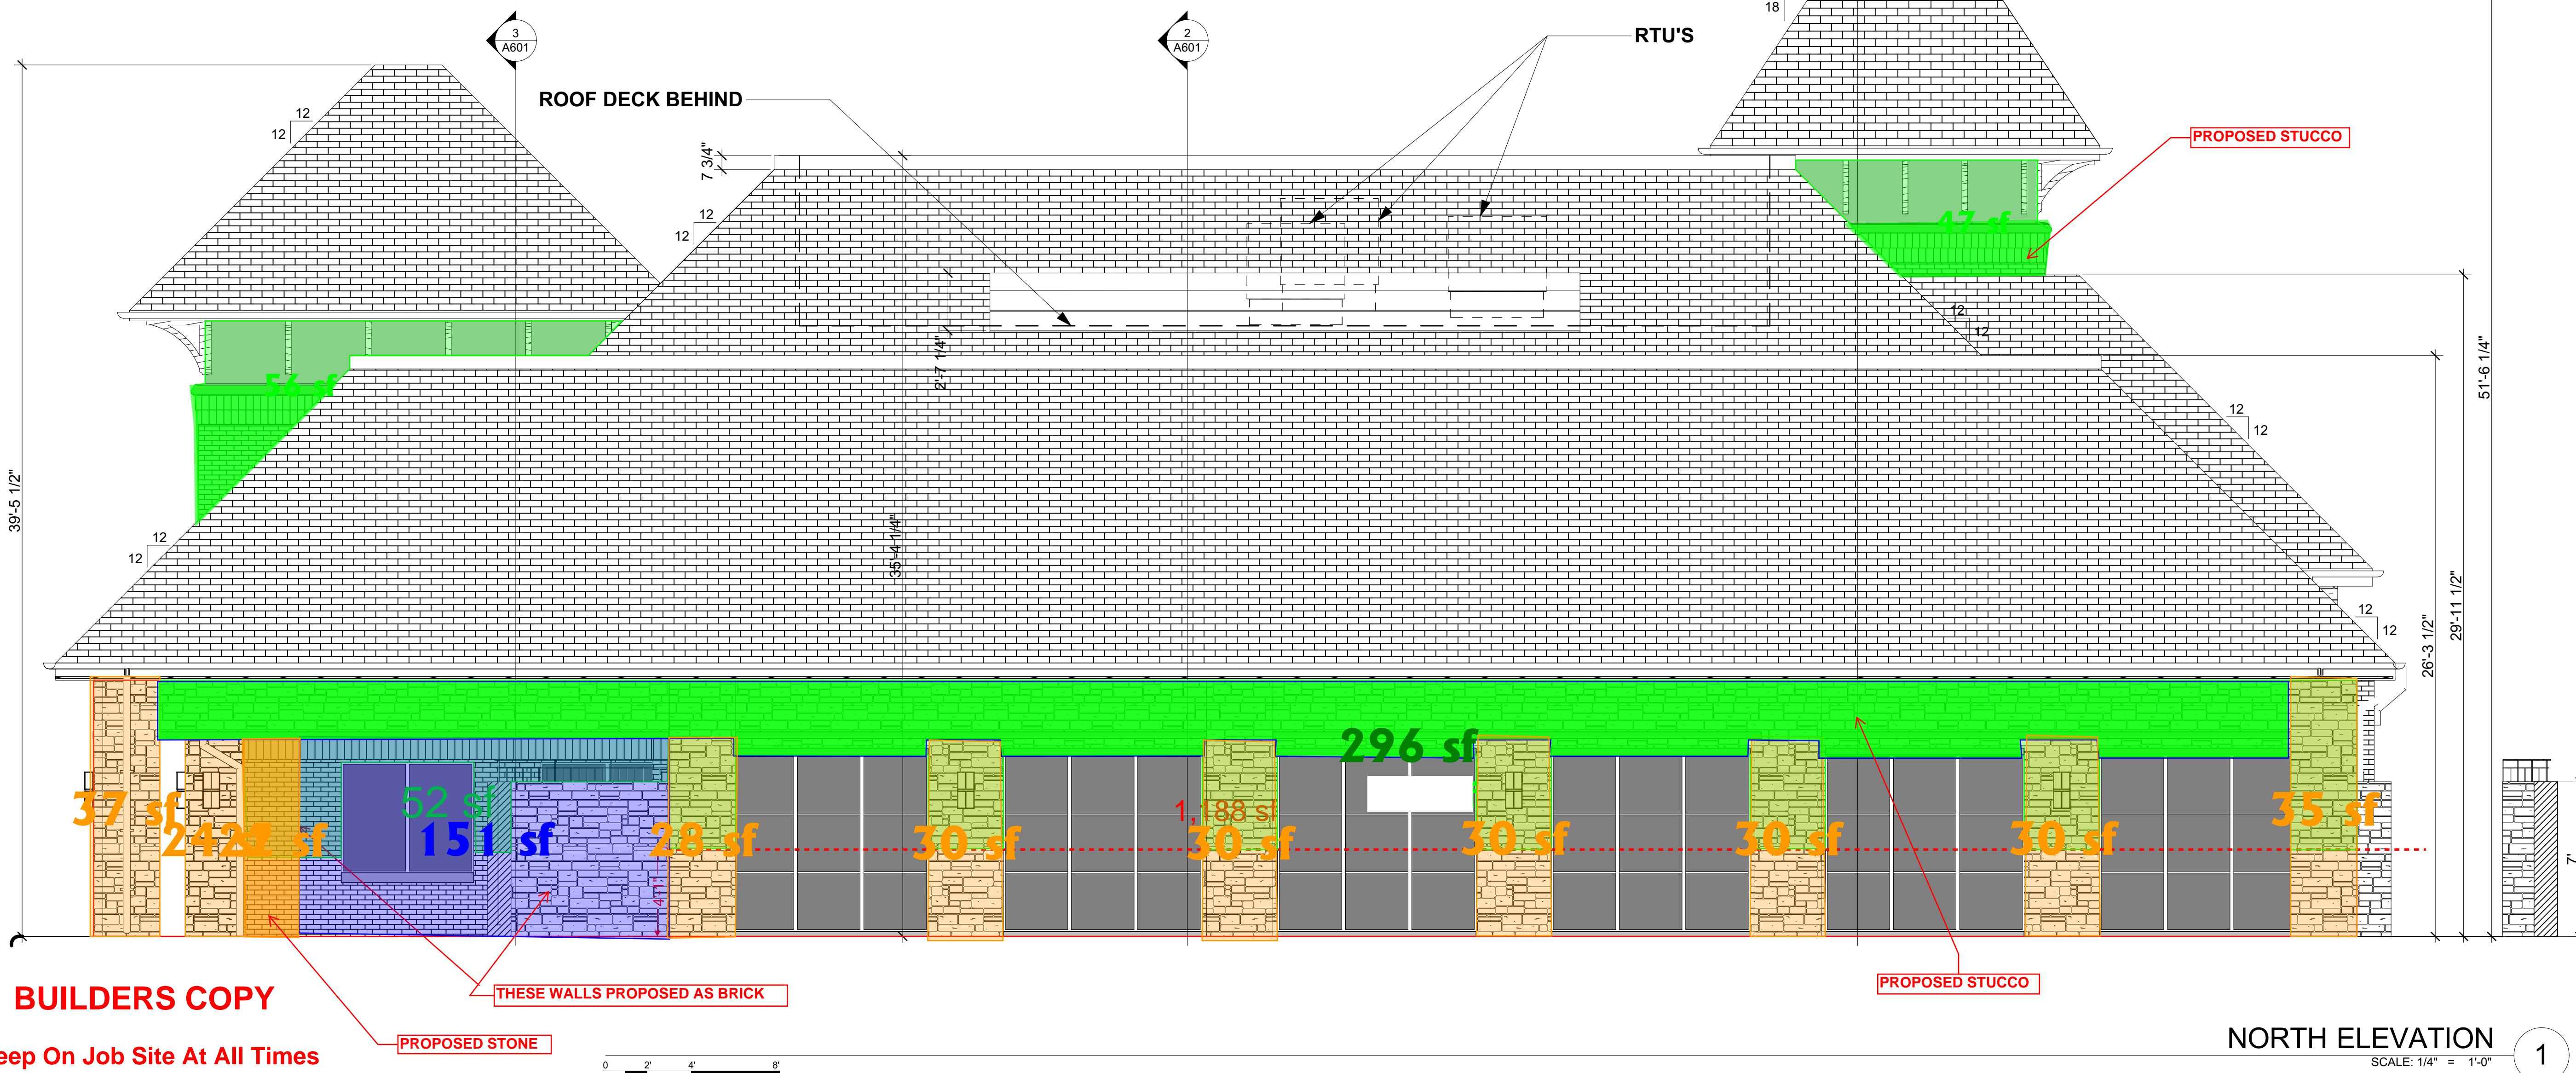 18
3
A601
2
A601
RTU'S
ROOF DECK BEHIND
12
12
7 3/4"
PROPOSED STUCCO
12
12
47 sf
12
12
2'-7 1/4"
56 sf
51'-6 1/4"
12
12
39'-5 1/2"
35'-4 1/4"
12
12
29'-11 1/2"
26'-3 1/2"
12
12
296 sf
52 sf
1,188 sf
37 sf
151 sf
28 sf
30 sf
30 sf
30 sf
30 sf
30 sf
35 sf
4'-1"
7'
PROPOSED STUCCO
BUILDERS COPY
THESE WALLS PROPOSED AS BRICK
PROPOSED STONE
eep On Job Site At All Times
0 2' 4' 8'
NORTH ELEVATION
SCALE: 1/4" = 1'-0"
1